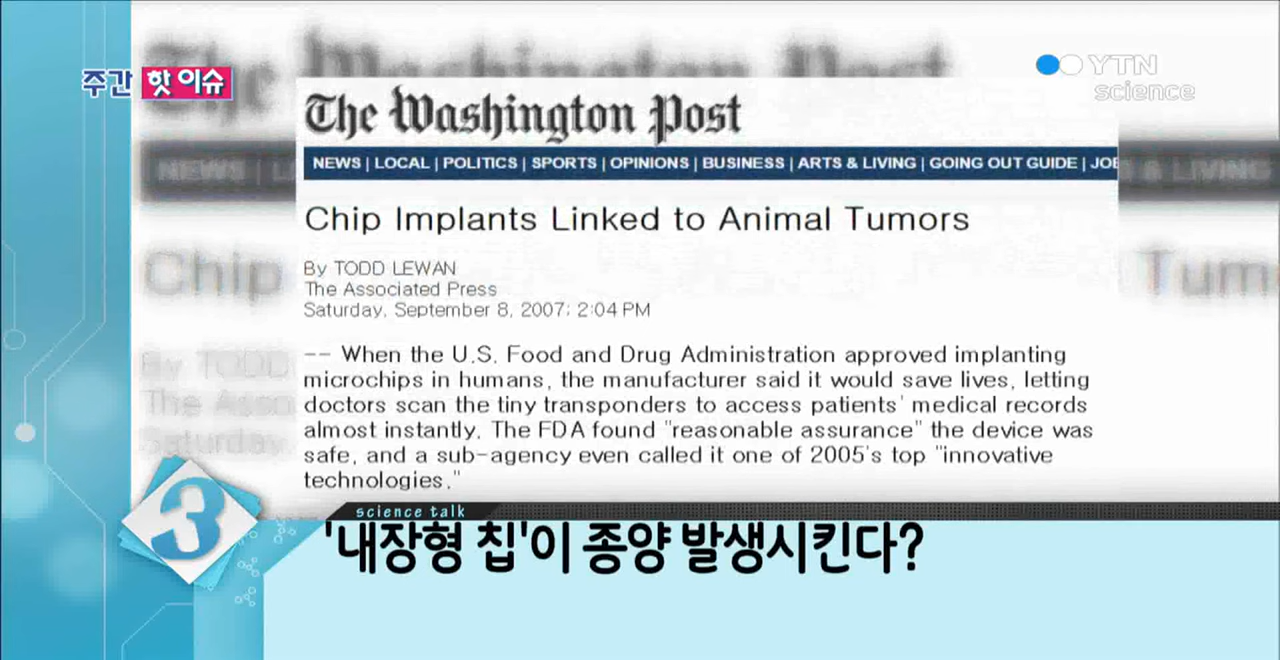 주간 핫이슈
YTN
science
The Washington Post
NEWS | LOCAL | POLITICS | SPORTS | OPINIONS | BUSINESS | ARTS & LIVING | GOING OUT GUIDE | JOB
Chip Implants Linked to Animal Tumors
By TODD LEWAN
The Associated Press
Saturday, September 8, 2007; 2:04 PM
-- When the U.S. Food and Drug Administration approved implanting
microchips in humans, the manufacturer said it would save lives, letting
doctors scan the tiny transponders to access patients' medical records
almost instantly. The FDA found "reasonable assurance" the device was
safe, and a sub-agency even called it one of 2005's top "innovative
technologies."
3
science talk
'내장형 칩'이 종양 발생시킨다?